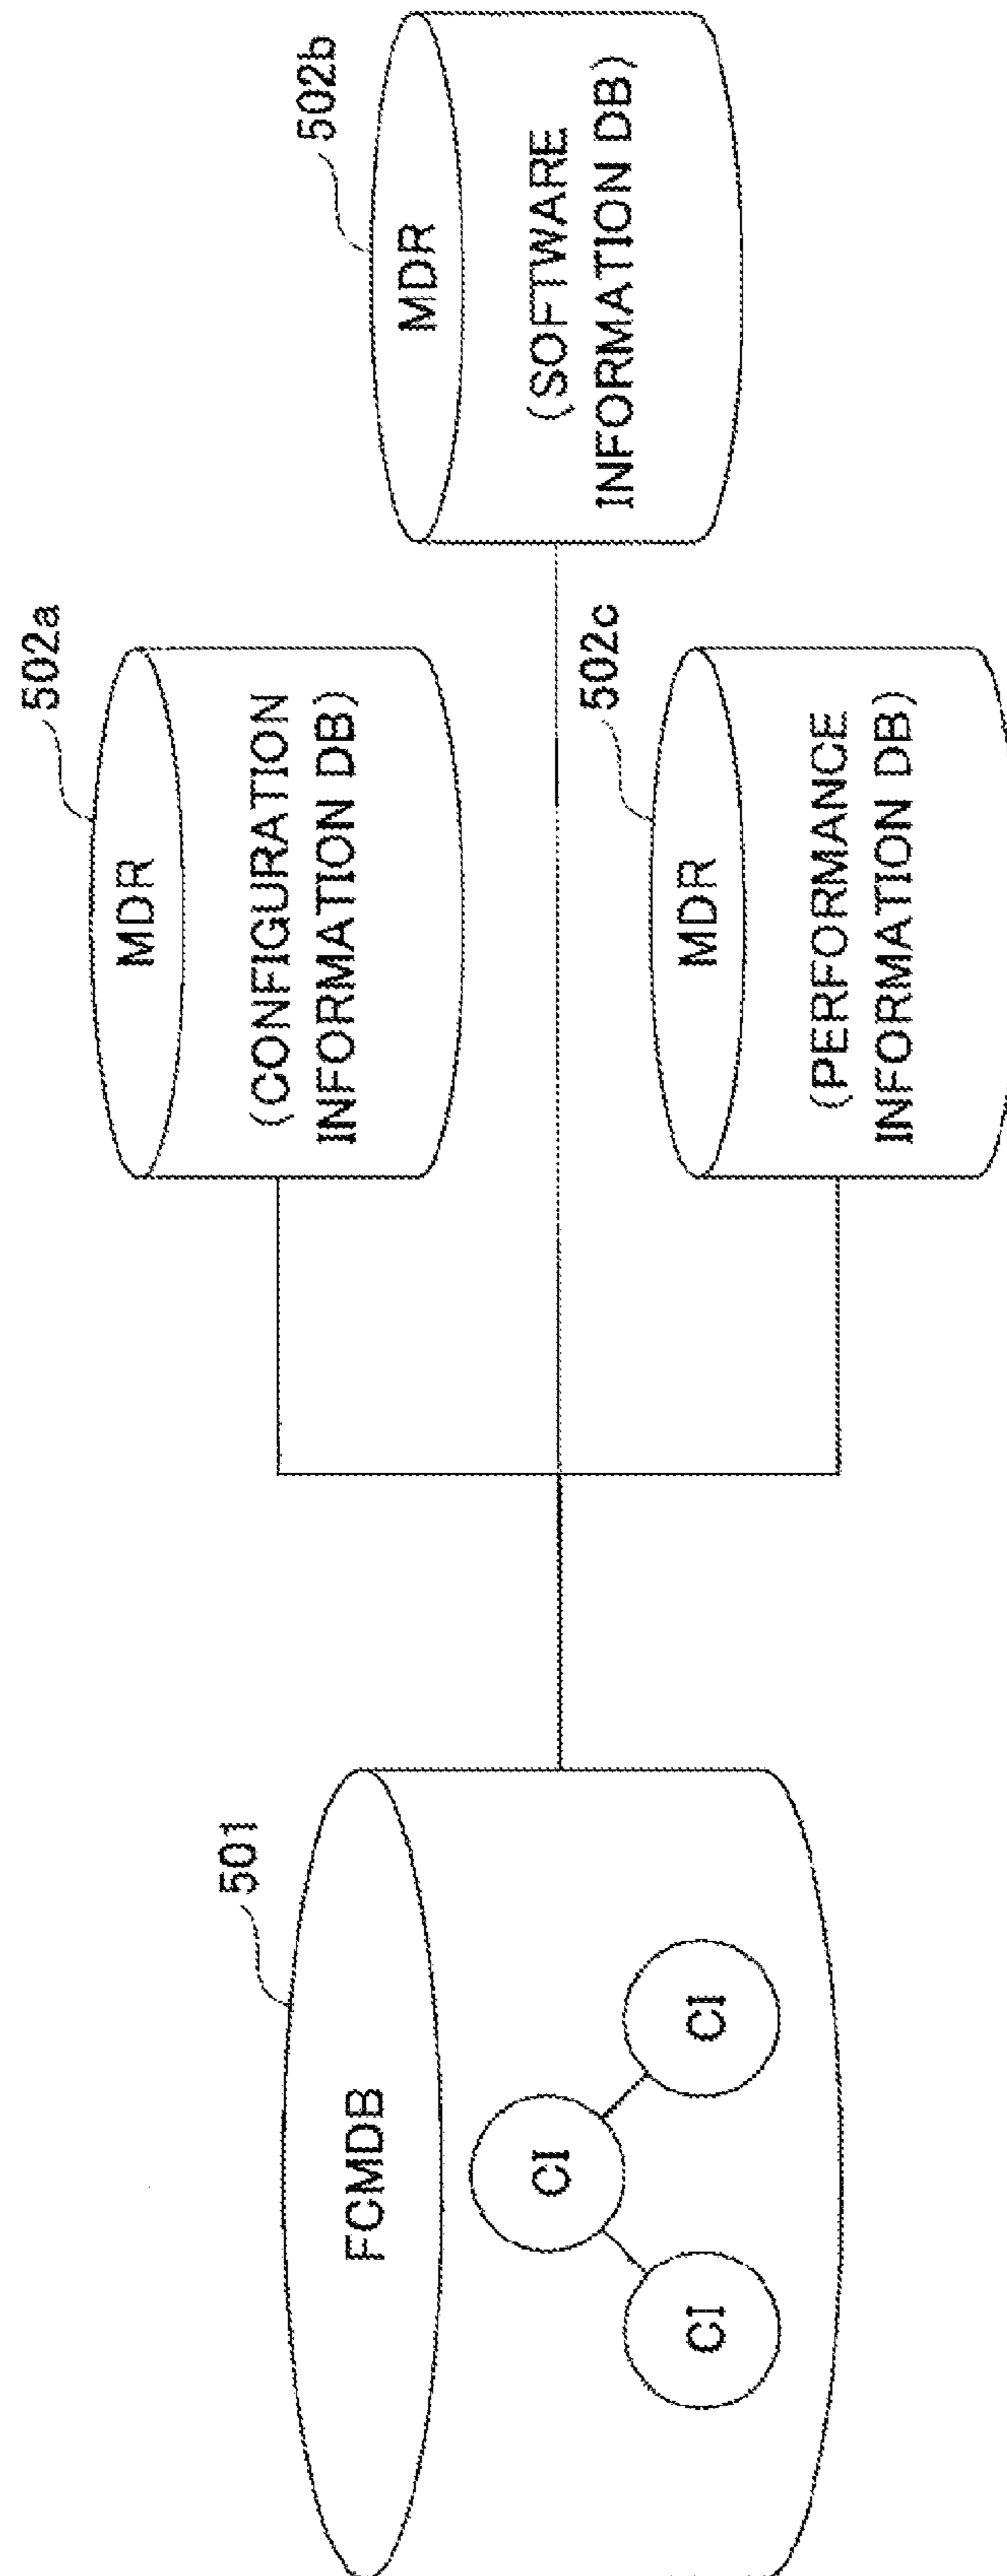 501
FCMDB
CI
CI
CI
502a
MDR
(CONFIGURATION
INFORMATION DB)
502b
MDR
(SOFTWARE
INFORMATION DB)
502c
MDR
(PERFORMANCE
INFORMATION DB)